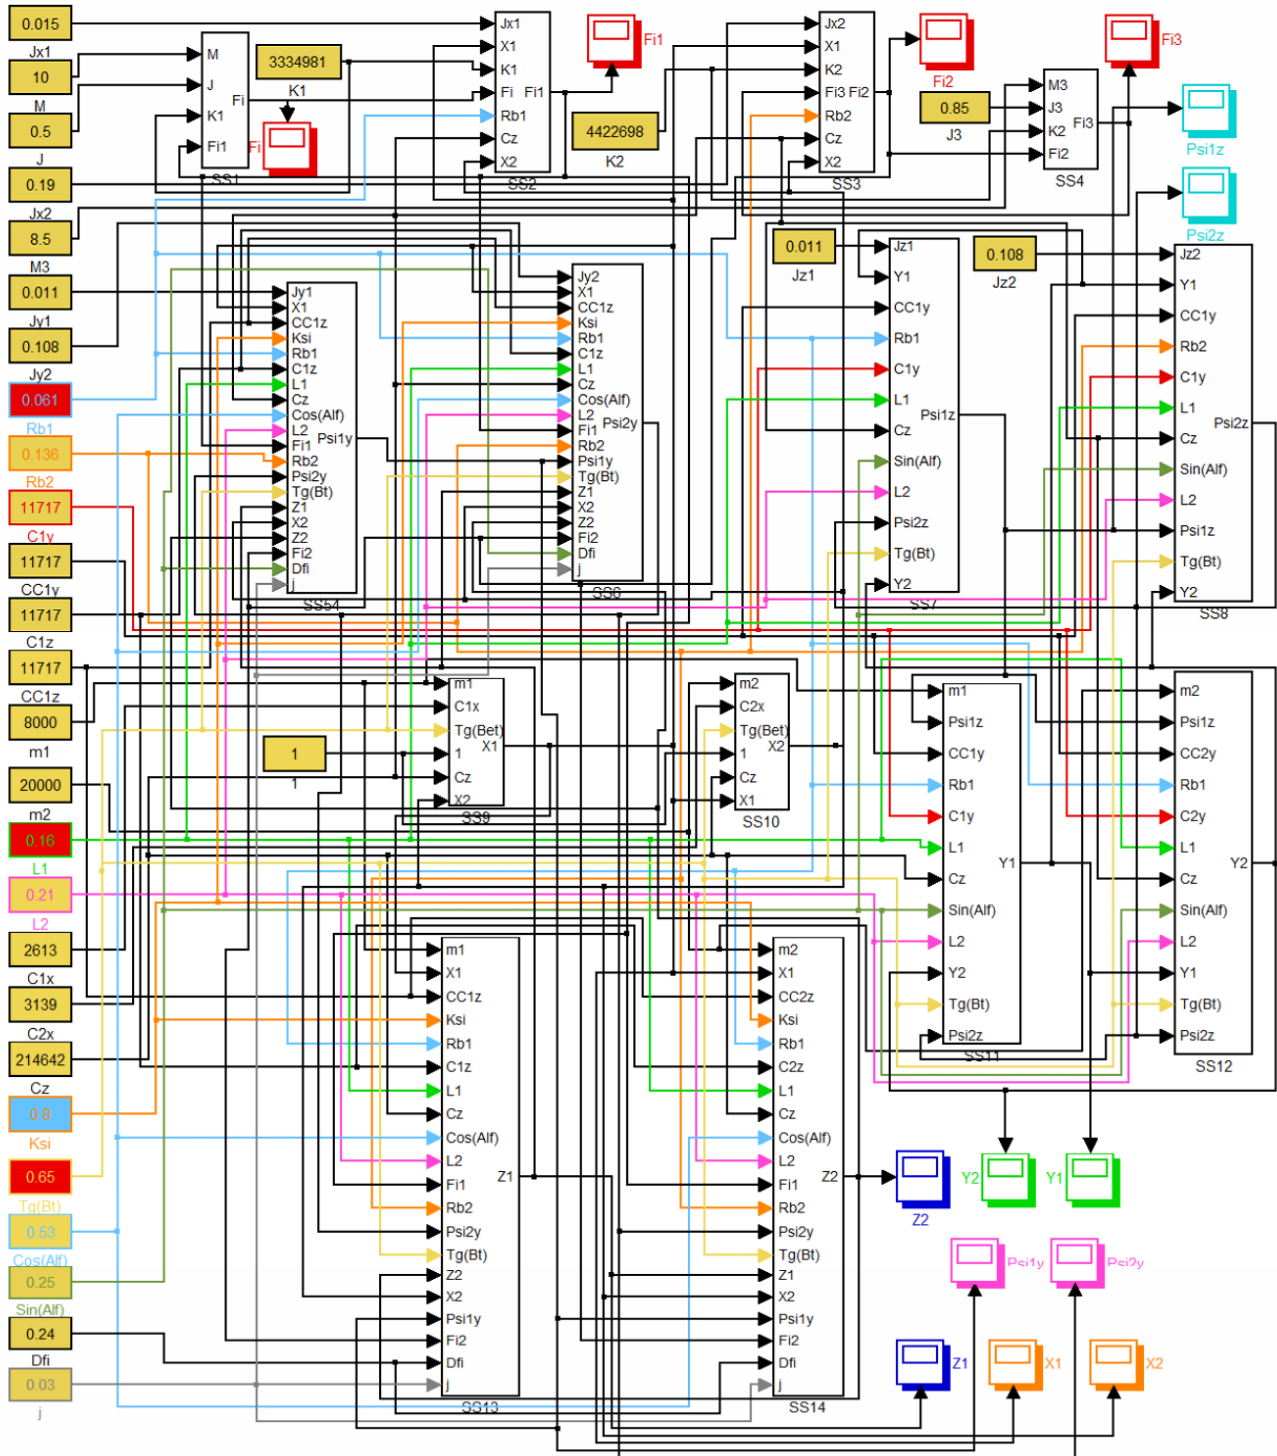 0.015
Jx1
10
M
0.5
J
0.19
Jx2
8.5
M3
0.011
Jy1
0.108
Jy2
0.061
Rb1
0.136
Rb2
11717
C1y
11717
CC1y
11717
C1z
11717
CC1z
8000
m1
20000
m2
0.16
L1
0.21
L2
2613
C1x
3139
C2x
214642
Cz
0.8
Ksi
0.65
Tg(Bt)
0.53
Cos(Alf)
0.25
Sin(Alf)
0.24
Dfi
0.03
j
M
J
K1
Fi1
Fi
SS1
3334981
K1
Fi
Jx1
X1
K1
Fi
Rb1
Cz
X2
Fi1
SS2
Fi1
4422698
K2
Jx2
X1
K2
Fi3
Rb2
Cz
X2
Fi2
SS3
Fi2
0.85
J3
M3
J3
K2
Fi2
Fi3
SS4
Fi3
Psi1z
Psi2z
Jy1
X1
CC1z
Ksi
Rb1
C1z
L1
Cz
Cos(Alf)
L2
Fi1
Rb2
Psi2y
Tg(Bt)
Z1
X2
Z2
Fi2
Dfi
j
Psi1y
SS54
Jy2
X1
CC1z
Ksi
Rb1
C1z
L1
Cz
Cos(Alf)
L2
Fi1
Rb2
Psi1y
Tg(Bt)
Z1
X2
Z2
Fi2
Dfi
j
Psi2y
SS6
0.011
Jz1
Jz1
Y1
CC1y
Rb1
C1y
L1
Cz
Sin(Alf)
L2
Psi2z
Tg(Bt)
Y2
Psi1z
SS7
0.108
Jz2
Jz2
Y1
CC1y
Rb2
C1y
L1
Cz
Sin(Alf)
L2
Psi1z
Tg(Bt)
Y2
Psi2z
SS8
1
1
m1
C1x
Tg(Bet)
1
Cz
X2
X1
SS9
m2
C2x
Tg(Bet)
1
Cz
X1
X2
SS10
m1
Psi1z
CC1y
Rb1
C1y
L1
Cz
Sin(Alf)
L2
Y2
Tg(Bt)
Psi2z
Y1
SS11
m2
Psi1z
CC2y
Rb1
C2y
L1
Cz
Sin(Alf)
L2
Y1
Tg(Bt)
Psi2z
Y2
SS12
m1
X1
CC1z
Ksi
Rb1
C1z
L1
Cz
Cos(Alf)
L2
Fi1
Rb2
Psi2y
Tg(Bt)
Z2
X2
Psi1y
Fi2
Dfi
j
Z1
SS13
m2
X1
CC2z
Ksi
Rb1
C2z
L1
Cz
Cos(Alf)
L2
Fi1
Rb2
Psi2y
Tg(Bt)
Z1
X2
Psi1y
Fi2
Dfi
j
Z2
SS14
Z2
Y2
Y1
Psi1y
Psi2y
Z1
X1
X2